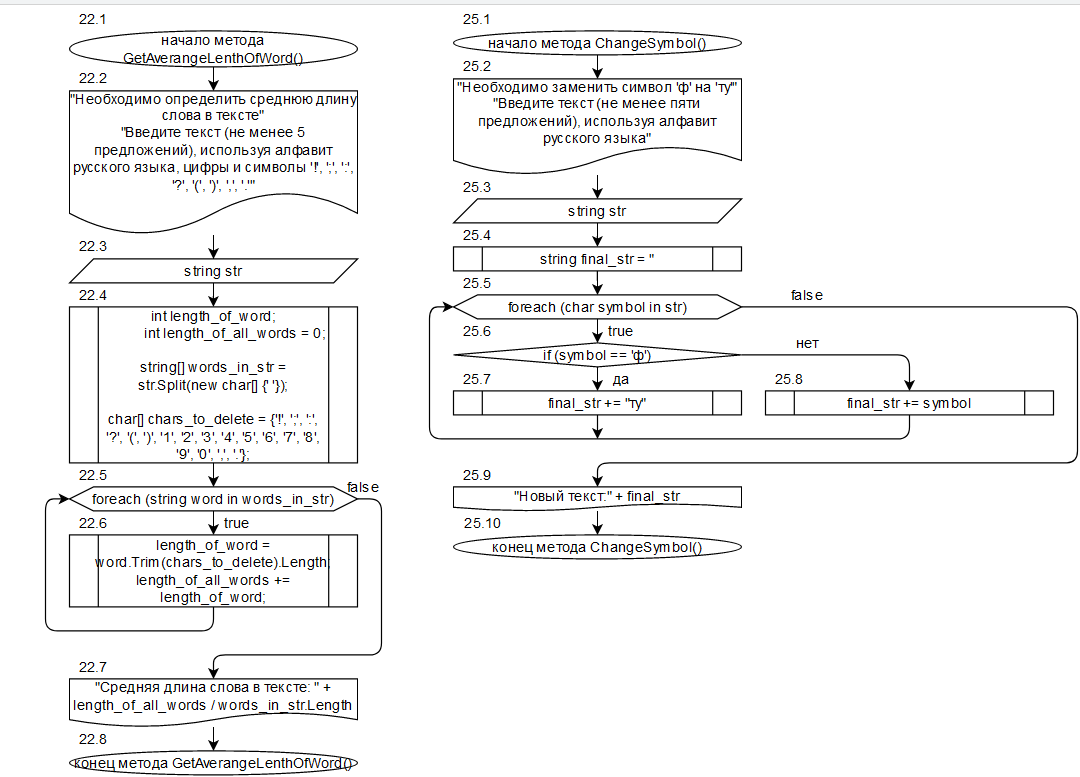 22.1
начало метода
GetAverangeLenthOfWord()
22.2
"Необходимо определить среднюю длину
слова в тексте"
"Введите текст (не менее 5
предложений), используя алфавит
русского языка, цифры и символы '!', ';', ':',
'?', '(', ')', ',', '.'"
22.3
string str
22.4
int length_of_word;
int length_of_all_words = 0;
string[] words_in_str =
str.Split(new char[] {' '});
char[] chars_to_delete = {'!', ';', ':',
'?', '(', ')', '1', '2', '3', '4', '5', '6', '7', '8',
'9', '0', ',', '.'};
22.5
foreach (string word in words_in_str)
false
22.6
true
length_of_word =
word.Trim(chars_to_delete).Length;
length_of_all_words +=
length_of_word;
22.7
"Средняя длина слова в тексте: " +
length_of_all_words / words_in_str.Length
22.8
конец метода GetAverangeLenthOfWord()
25.1
начало метода ChangeSymbol()
25.2
"Необходимо заменить символ 'ф' на 'ту'"
"Введите текст (не менее пяти
предложений), используя алфавит
русского языка"
25.3
string str
25.4
string final_str = ''
25.5
foreach (char symbol in str)
false
25.6
true
if (symbol == 'ф')
нет
25.7
да
final_str += "ту"
25.8
final_str += symbol
25.9
"Новый текст:" + final_str
25.10
конец метода ChangeSymbol()